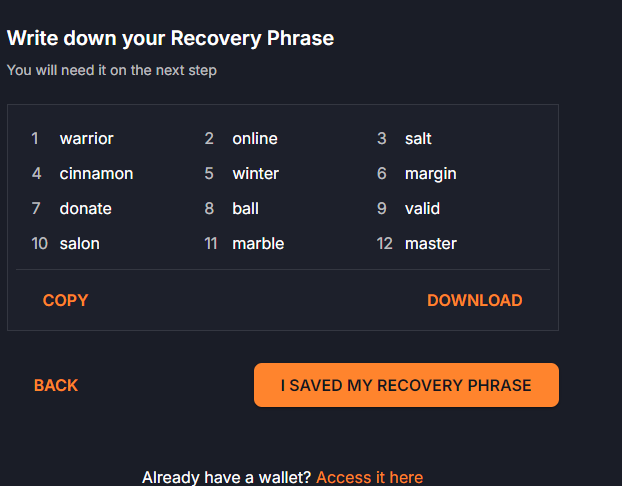 Write down your Recovery Phrase
You will need it on the next step
1 warrior 2 online 3 salt
4 cinnamon 5 winter 6 margin
7 donate 8 ball 9 valid
10 salon 11 marble 12 master
COPY DOWNLOAD
BACK I SAVED MY RECOVERY PHRASE
Already have a wallet? Access it here